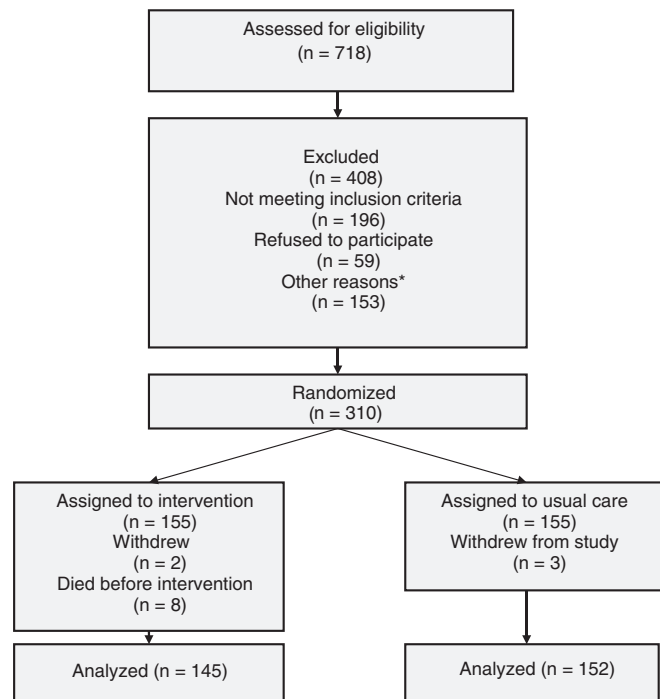 Assessed for eligibility
(n = 718)
Excluded
(n = 408)
Not meeting inclusion criteria
(n = 196)
Refused to participate
(n = 59)
Other reasons*
(n = 153)
Randomized
(n = 310)
Assigned to intervention
(n = 155)
Withdrew
(n = 2)
Died before intervention
(n = 8)
Assigned to usual care
(n = 155)
Withdrew from study
(n = 3)
Analyzed (n = 145)
Analyzed (n = 152)